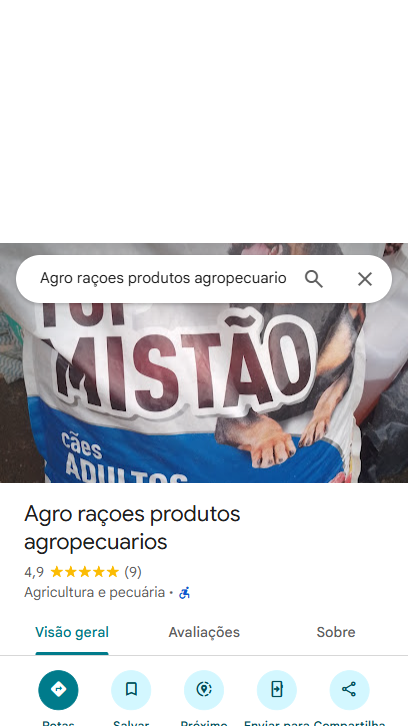 Agro raçoes produtos agropecuario
TOP
MISTÃO
cães
ADULTOS
Agro raçoes produtos
agropecuarios
4,9 ★★★★★ (9)
Agricultura e pecuária ·
Visão geral Avaliações Sobre
Rotas Salvar Próximo Enviar para Compartilha